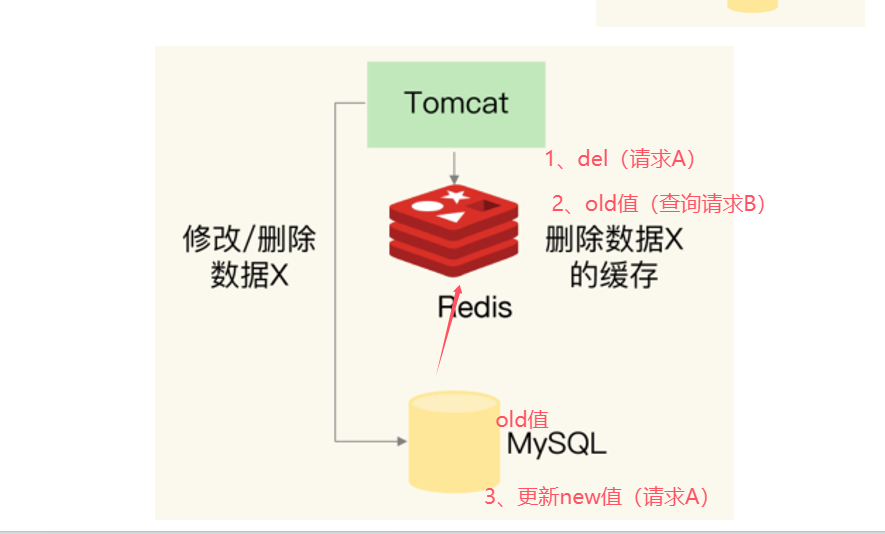 Tomcat
1、del（请求A）
2、old值（查询请求B）
修改/删除
数据X
删除数据X
的缓存
Redis
old值
MySQL
3、更新new值（请求A）